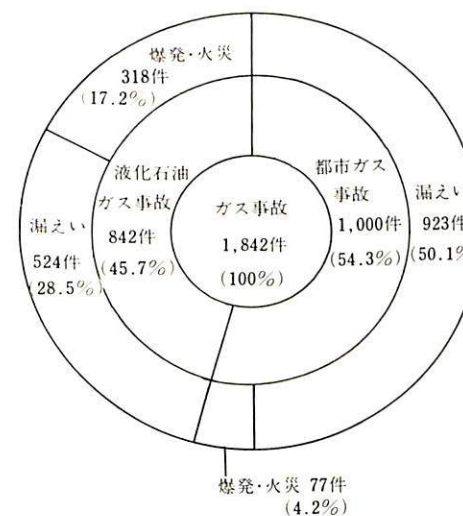 爆発・火災
318件
(17.2%)
液化石油
ガス事故
842件
(45.7%)
ガス事故
1,842件
(100%)
都市ガス
事故
1,000件
(54.3%)
漏えい
923件
(50.1%
漏えい
524件
(28.5%)
爆発・火災 77件
(4.2%)